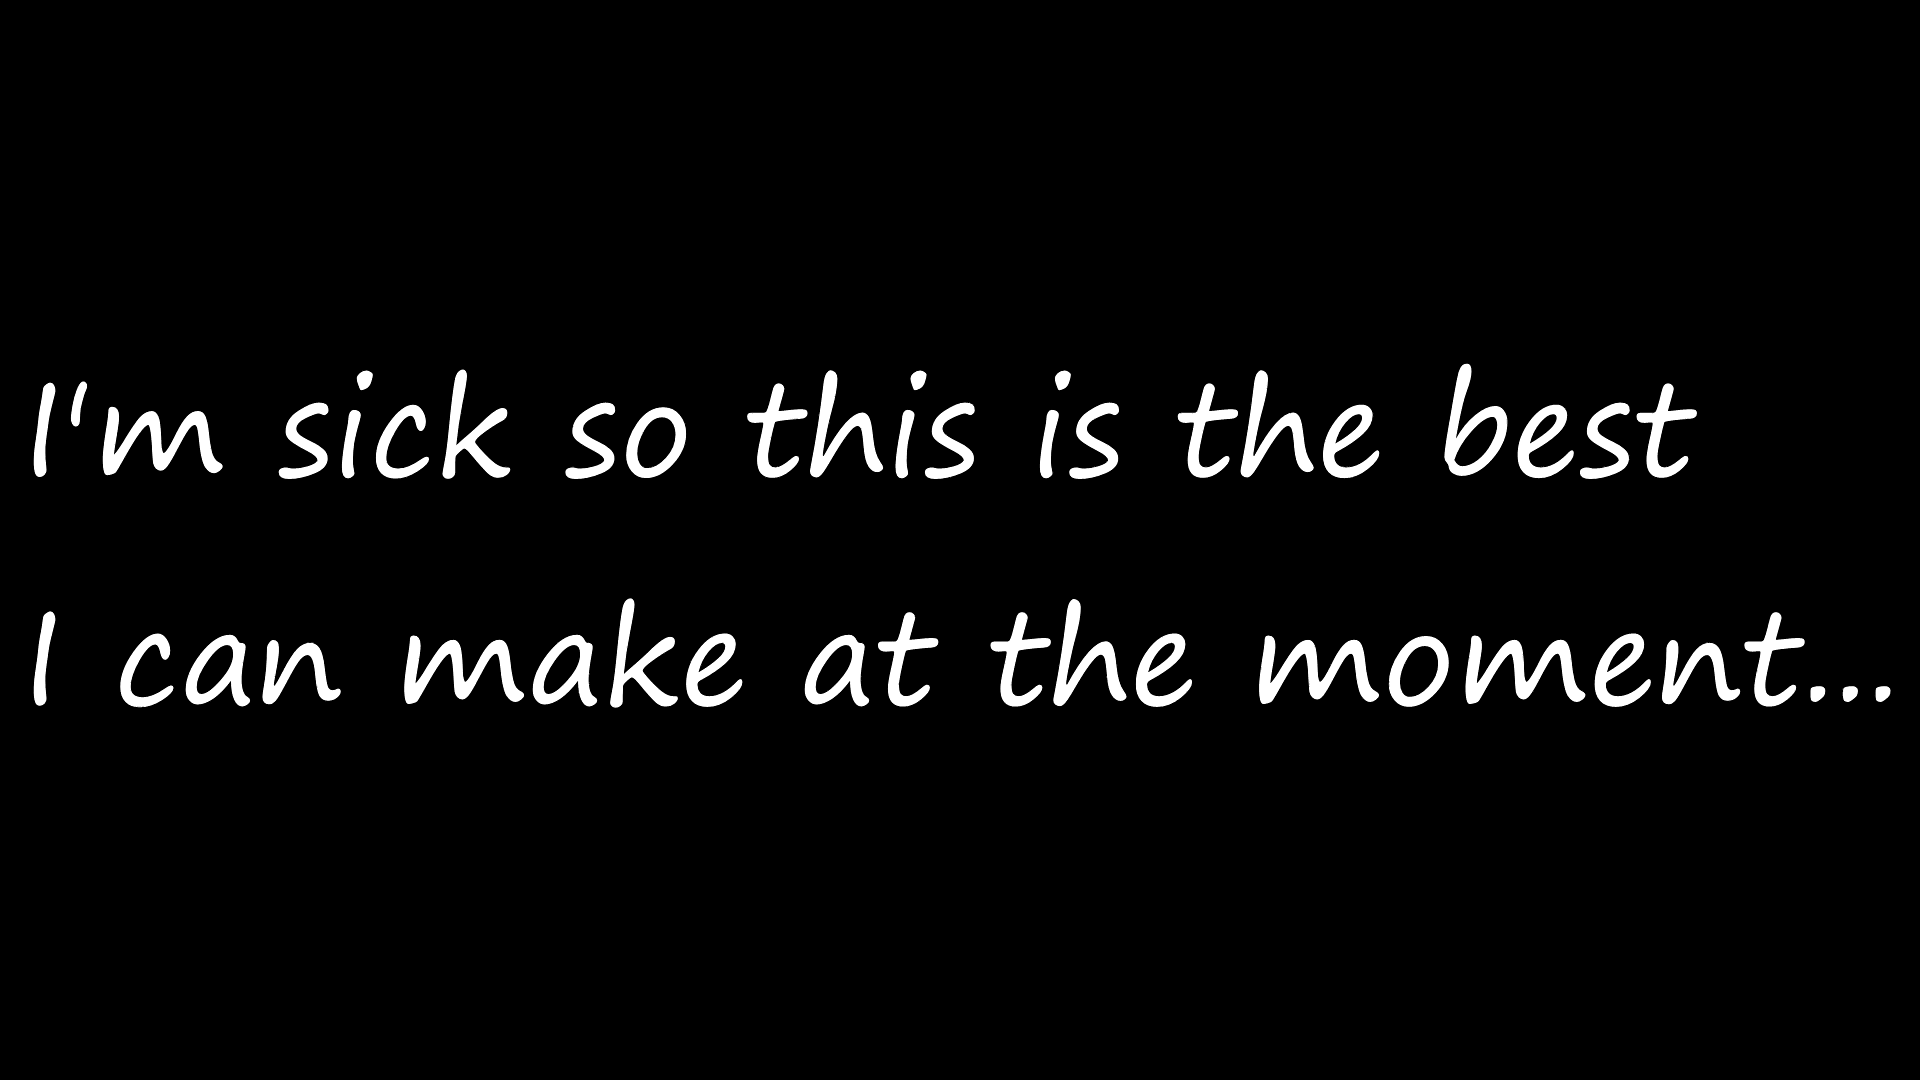 I'm sick so this is the best
I can make at the moment...